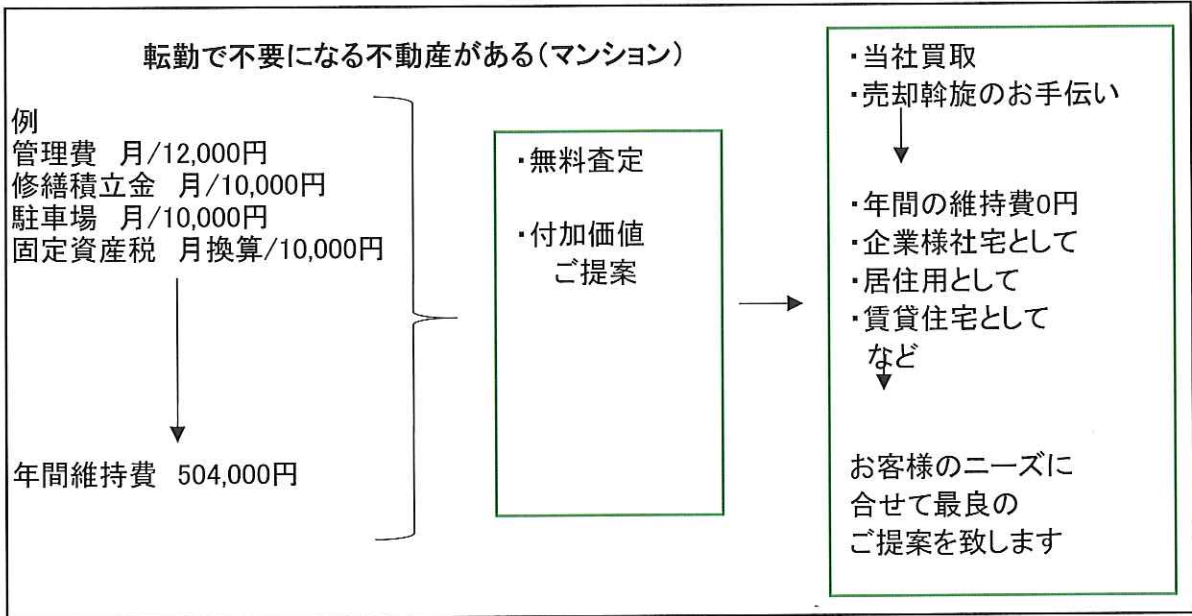 転勤で不要になる不動産がある(マンション)
例
管理費 月/12,000円
修繕積立金 月/10,000円
駐車場 月/10,000円
固定資産税 月換算/10,000円
年間維持費 504,000円
・無料査定
・付加価値
ご提案
・当社買取
・売却斡旋のお手伝い
・年間の維持費0円
・企業様社宅として
・居住用として
・賃貸住宅として
など
お客様のニーズに
合せて最良の
ご提案を致します